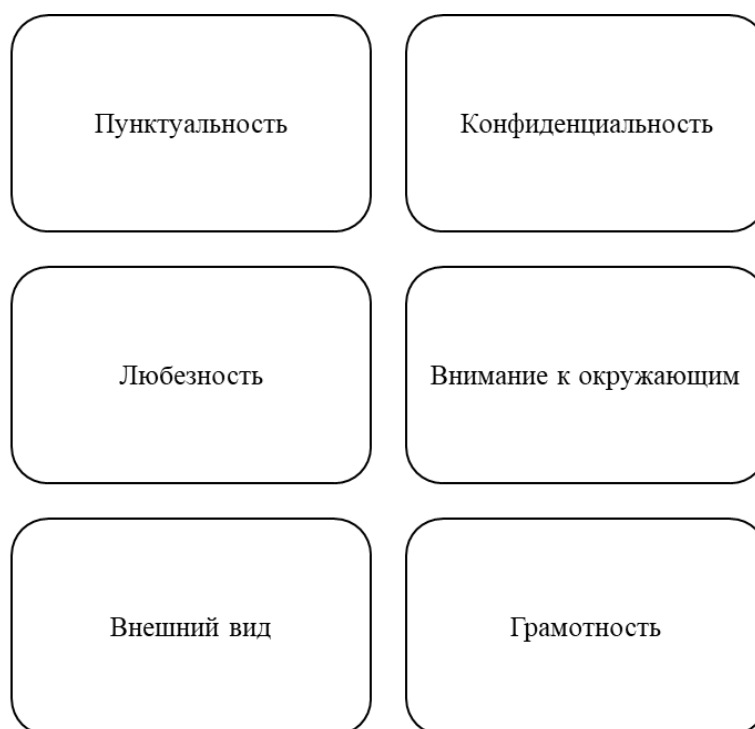 Пунктуальность
Конфиденциальность
Любезность
Внимание к окружающим
Внешний вид
Грамотность